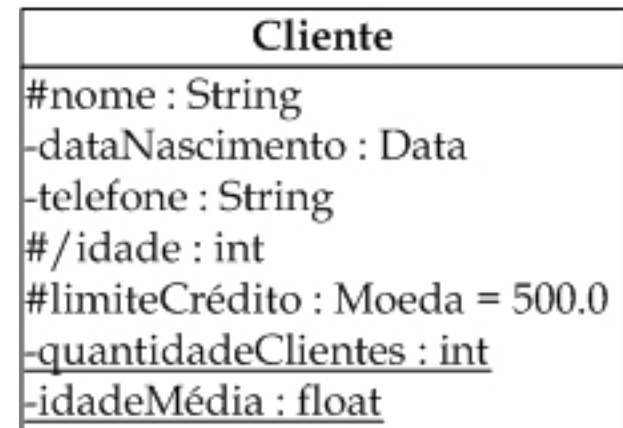 Cliente
#nome : String
-dataNascimento : Data
-telefone : String
#/idade : int
#limiteCrédito : Moeda = 500.0
-quantidadeClientes : int
-idadeMédia : float